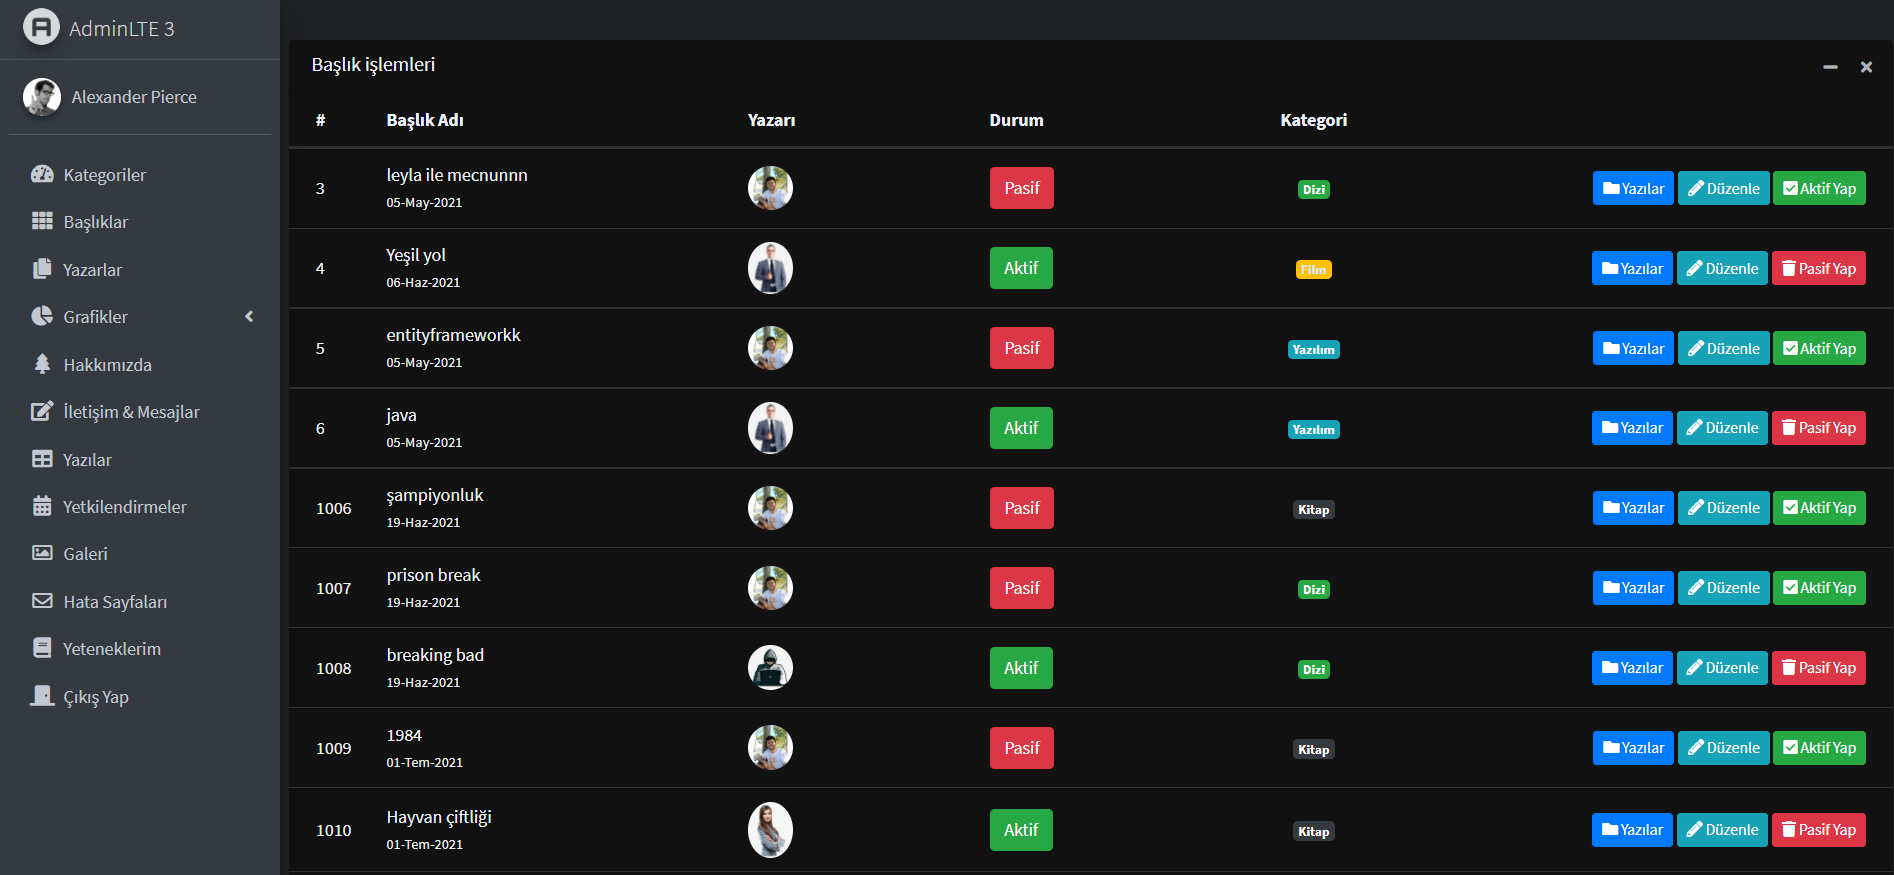 AdminLTE 3
Alexander Pierce
Kategoriler
Başlıklar
Yazarlar
Grafikler
Hakkımızda
İletişim & Mesajlar
Yazılar
Yetkilendirmeler
Galeri
Hata Sayfaları
Yeteneklerim
Çıkış Yap
Başlık işlemleri
# Başlık Adı Yazarı Durum Kategori
3 leyla ile mecnunnn Pasif Dizi Yazılar Düzenle Aktif Yap
05-May-2021
4 Yeşil yol Aktif Film Yazılar Düzenle Pasif Yap
06-Haz-2021
5 entityframeworkk Pasif Yazılım Yazılar Düzenle Aktif Yap
05-May-2021
6 java Aktif Yazılım Yazılar Düzenle Pasif Yap
05-May-2021
1006 şampiyonluk Pasif Kitap Yazılar Düzenle Aktif Yap
19-Haz-2021
1007 prison break Pasif Dizi Yazılar Düzenle Aktif Yap
19-Haz-2021
1008 breaking bad Aktif Dizi Yazılar Düzenle Pasif Yap
19-Haz-2021
1009 1984 Pasif Kitap Yazılar Düzenle Aktif Yap
01-Tem-2021
1010 Hayvan çiftliği Aktif Kitap Yazılar Düzenle Pasif Yap
01-Tem-2021